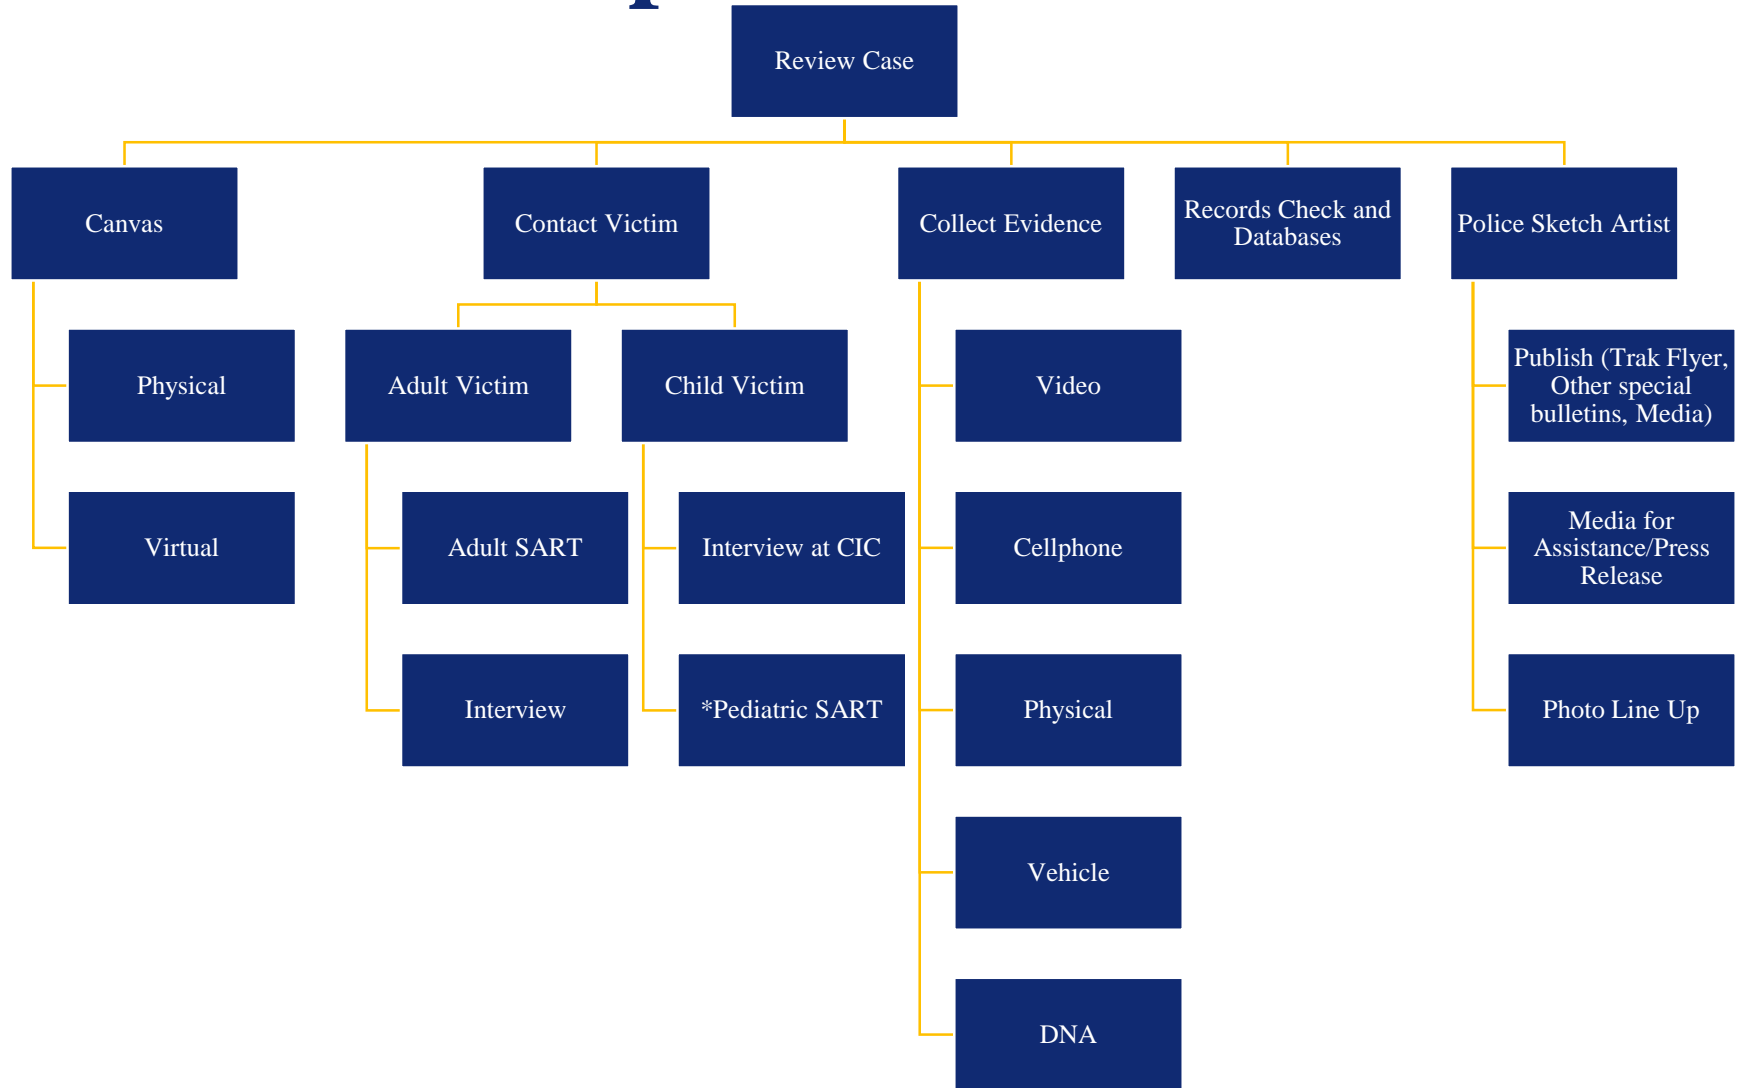 Review Case
Canvas
Contact Victim
Collect Evidence
Records Check and
Databases
Police Sketch Artist
Physical
Adult Victim
Child Victim
Video
Publish (Trak Flyer,
Other special
bulletins, Media)
Virtual
Adult SART
Interview at CIC
Cellphone
Media for
Assistance/Press
Release
Interview
*Pediatric SART
Physical
Photo Line Up
Vehicle
DNA